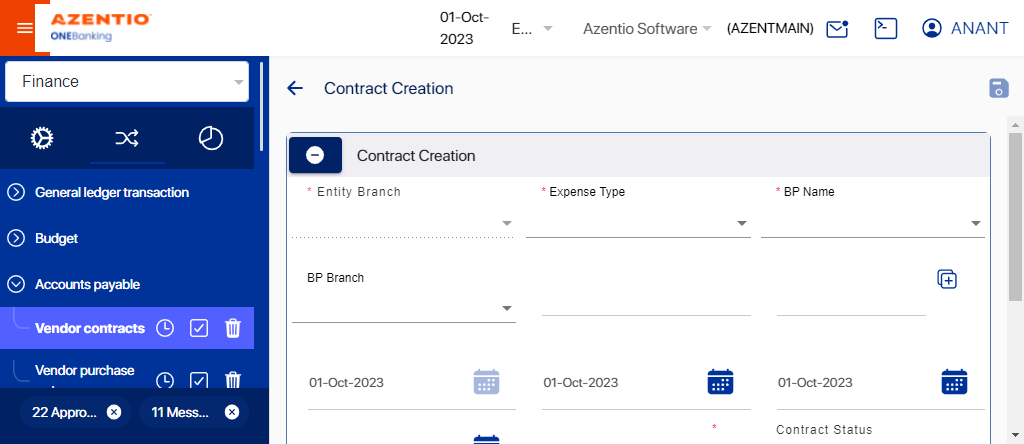 AZENTIO
ONEBanking
01-Oct-
2023
E...
Azentio Software
(AZENTMAIN)
ANANT
Finance
Contract Creation
Contract Creation
* Entity Branch
* Expense Type
* BP Name
General ledger transaction
Budget
Accounts payable
BP Branch
Vendor contracts
Vendor purchase
01-Oct-2023
01-Oct-2023
01-Oct-2023
22 Appro...
11 Mess...
*
Contract Status